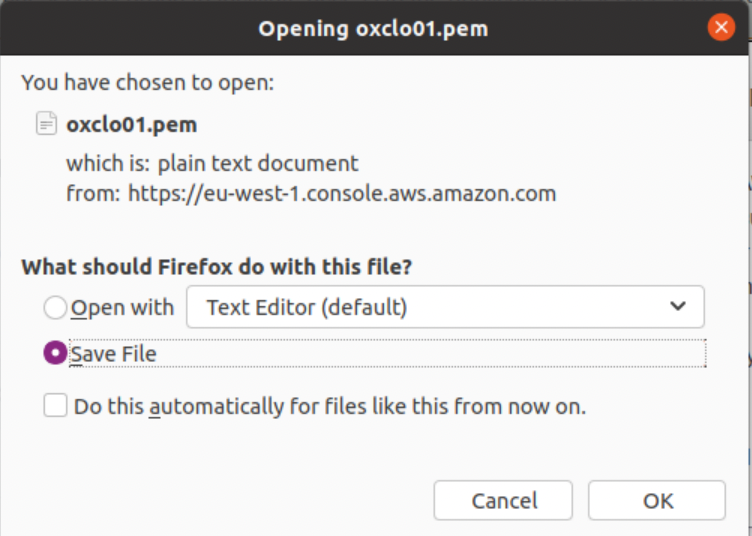 Opening oxclo01.pem
You have chosen to open:
oxclo01.pem
which is: plain text document
from: https://eu-west-1.console.aws.amazon.com
What should Firefox do with this file?
Open with Text Editor (default)
Save File
Do this automatically for files like this from now on.
Cancel OK